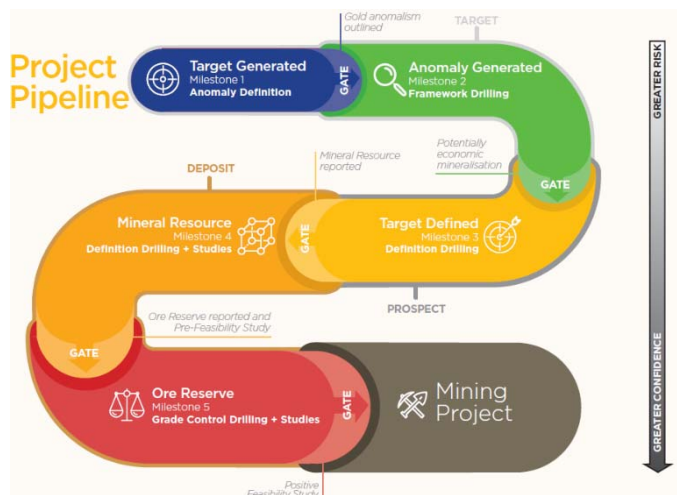 Project
Pipeline
Gold anomalism
outlined
TARGET
Target Generated
Milestone 1
Anomaly Definition
GATE
Anomaly Generated
Milestone 2
Framework Drilling
GREATER RISK
Potentially
economic
mineralisation
GATE
Mineral Resource
reported
DEPOSIT
Target Defined
Milestone 3
Definition Drilling
GATE
PROSPECT
Mineral Resource
Milestone 4
Definition Drilling + Studies
Ore Reserve reported and
Pre-Feasibility Study
GATE
Ore Reserve
Milestone 5
Grade Control Drilling + Studies
GATE
Positive
Feasibility Study
Mining
Project
GREATER CONFIDENCE